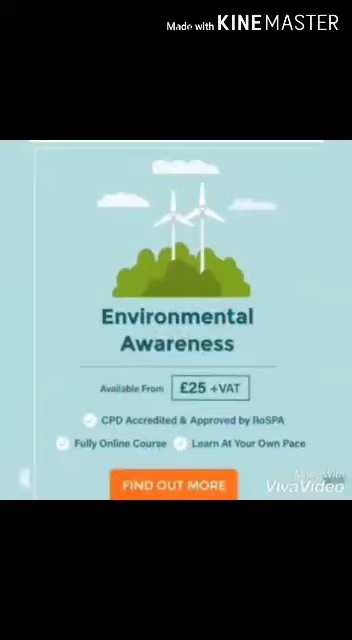 Made with KINEMASTER
Environmental
Awareness
Available From £25 +VAT
CPD Accredited & Approved by RoSPA
Fully Online Course Learn At Your Own Pace
FIND OUT MORE
VivaVideo